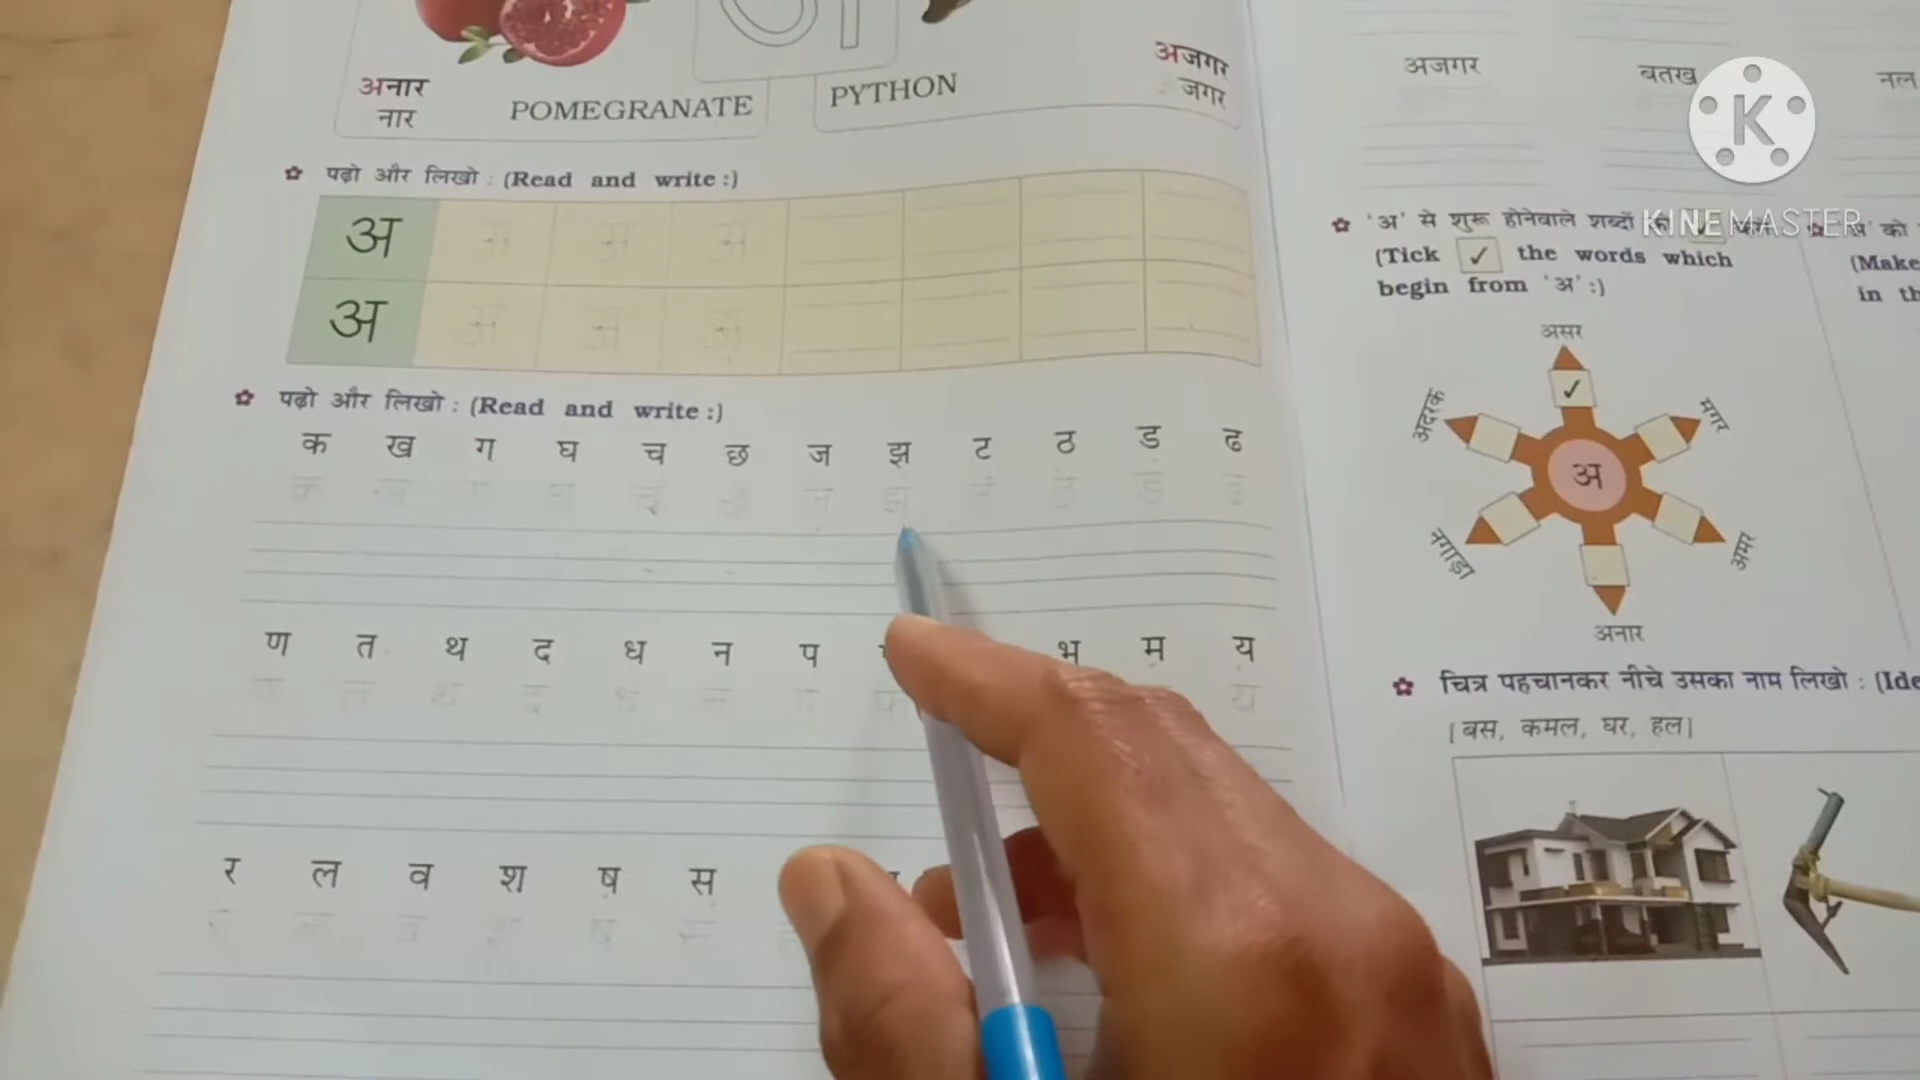 अनार
नार
POMEGRANATE
PYTHON
अजगर
जगर
पढ़ो और लिखो : (Read and write :)
अ अ अ अ
अ अ अ अ
पढ़ो और लिखो : (Read and write :)
क ख ग घ च छ ज झ ट ठ ड ढ
क ख ग घ च छ ज झ ट ठ ड ढ
ण त थ द ध न प भ म य
ण त थ द ध न प फ य
र ल व श ष स
र ल व श ष स
अजगर बतख नल
K
KINEMASTER
'अ' से शुरू होनेवाले शब्दों
(Tick ✓ the words which
begin from 'अ' :)
को
(Make
in
असर
✓
अदरक
मगर
अ
नगाड़ा
अमर
अनार
चित्र पहचानकर नीचे उसका नाम लिखो :
[बस, कमल, घर, हल]